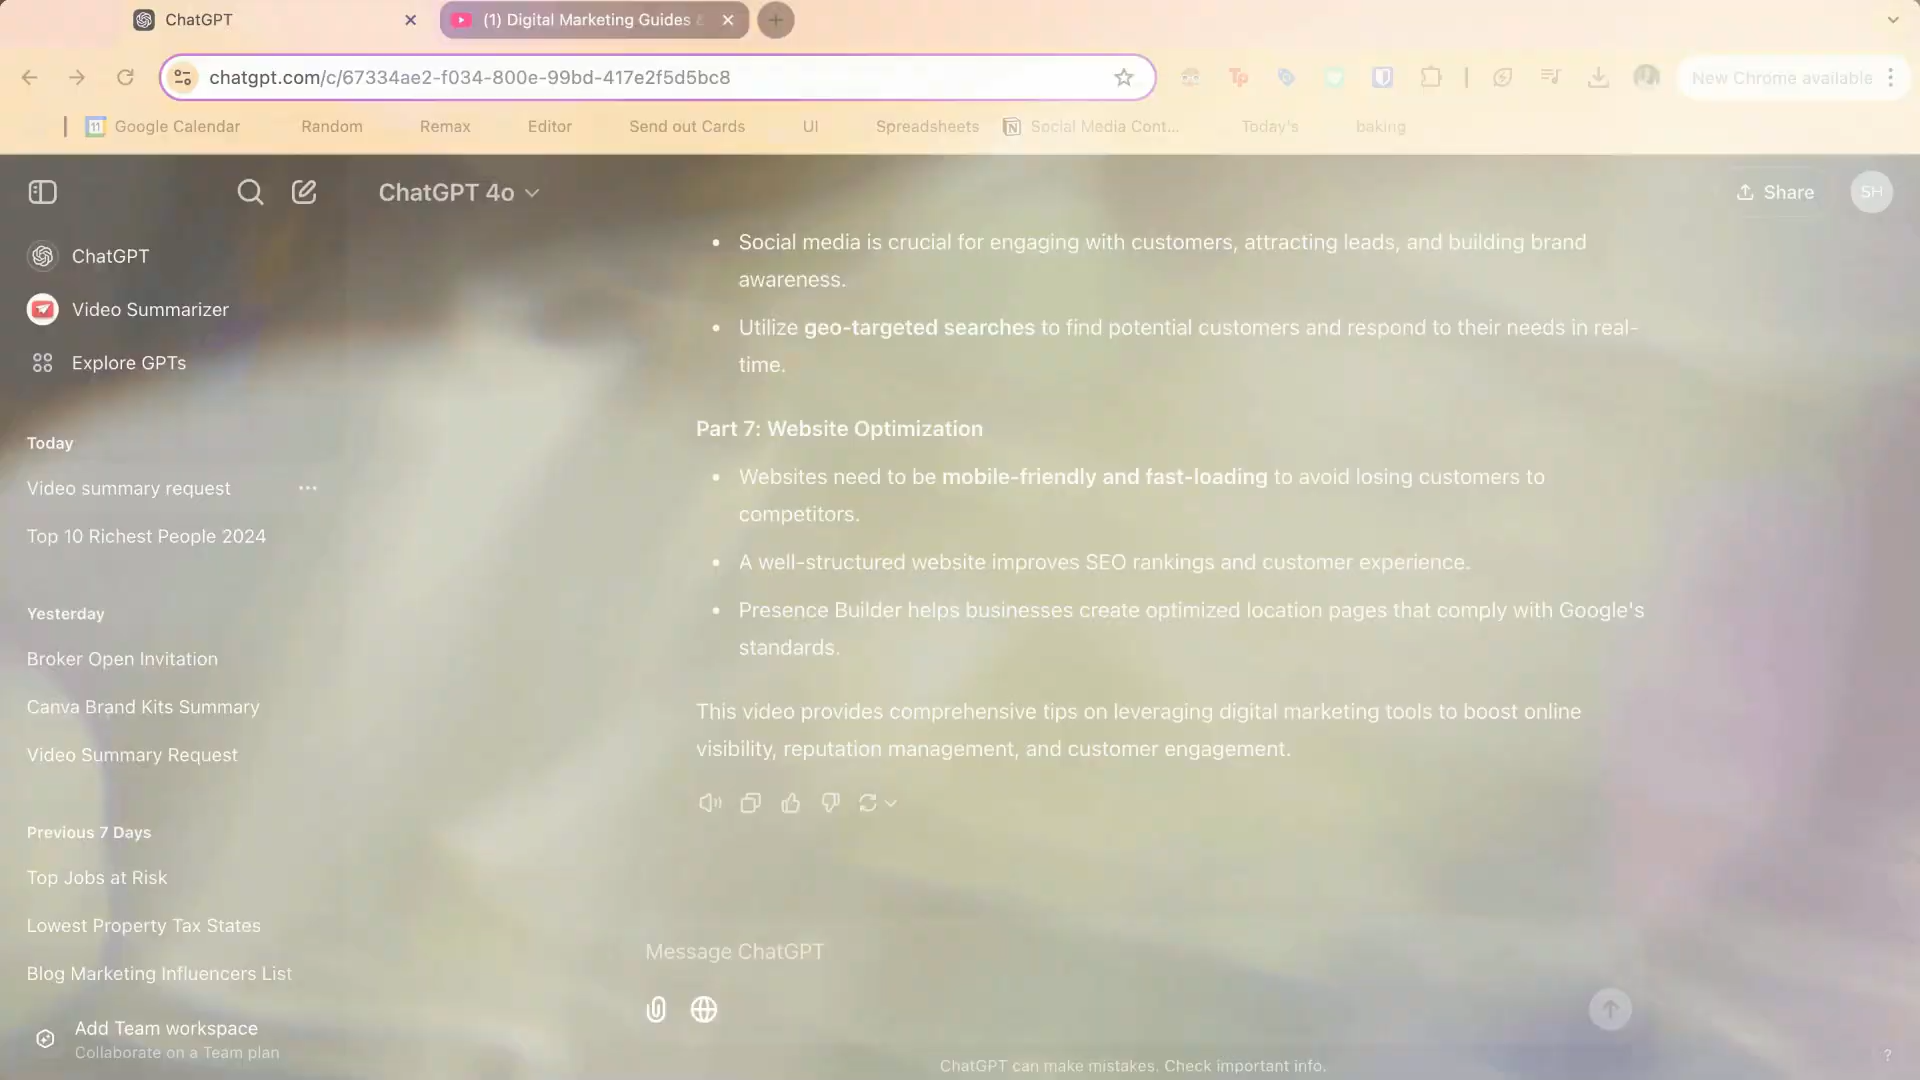 ChatGPT
(1) Digital Marketing Guides &
chatgpt.com/c/67334ae2-f034-800e-99bd-417e2f5d5bc8
New Chrome available
11 Google Calendar Random Remax Editor Send out Cards UI Spreadsheets Social Media Cont... Today's baking
ChatGPT 4o
Share
SH
ChatGPT
Video Summarizer
Explore GPTs
Today
Video summary request
Top 10 Richest People 2024
Yesterday
Broker Open Invitation
Canva Brand Kits Summary
Video Summary Request
Previous 7 Days
Top Jobs at Risk
Lowest Property Tax States
Blog Marketing Influencers List
Add Team workspace
Collaborate on a Team plan
• Social media is crucial for engaging with customers, attracting leads, and building brand
awareness.
• Utilize geo-targeted searches to find potential customers and respond to their needs in real-
time.
Part 7: Website Optimization
• Websites need to be mobile-friendly and fast-loading to avoid losing customers to
competitors.
• A well-structured website improves SEO rankings and customer experience.
• Presence Builder helps businesses create optimized location pages that comply with Google's
standards.
This video provides comprehensive tips on leveraging digital marketing tools to boost online
visibility, reputation management, and customer engagement.
Message ChatGPT
ChatGPT can make mistakes. Check important info.
?